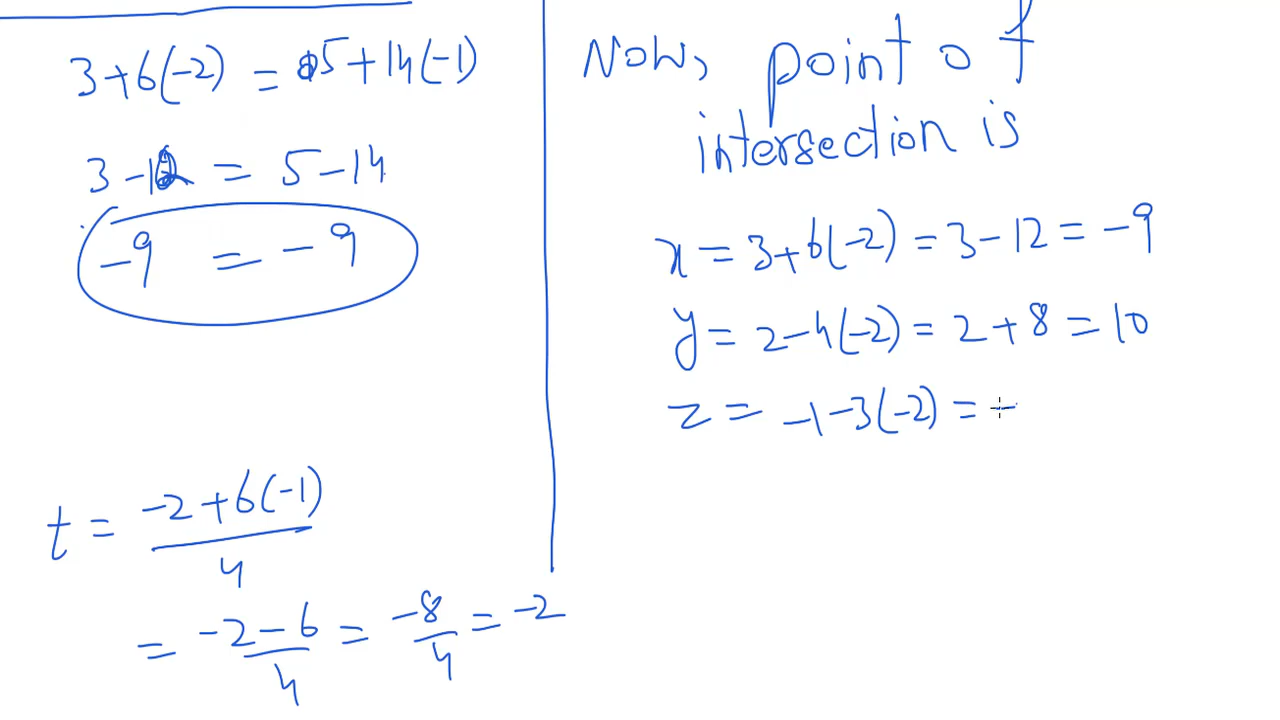 3+6(-2) = 5+14(-1)
3-12 = 5-14
-9 = -9
t = -2+6(-1)/4
= -2-6/4 = -8/4 = -2
Now, point of
intersection is
x = 3+6(-2) = 3-12 = -9
y = 2-4(-2) = 2+8 = 10
z = -1-3(-2) = -